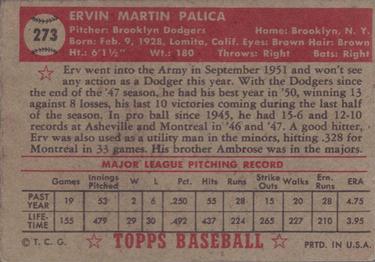 273
ERVIN MARTIN PALICA
Pitcher: Brooklyn Dodgers Home: Brooklyn, N. Y.
Born: Feb. 9, 1928, Lomita, Calif. Eyes: Brown Hair: Brown
Ht.: 6'1½" Wt.: 180 Throws: Right Bats: Right
Erv went into the Army in September 1951 and won't see
any action as a Dodger this year. With the Dodgers since
the end of the '47 season, he had his best year in '50, winning 13
against 8 losses, his last 10 victories coming during the last half
of the season. In pro ball since 1945, he had 15-6 and 12-
10 records at Asheville and Montreal in '46 and '47. A good hitter,
Erv also was used as a utility man in the minors, hitting .328 for
Montreal in 33 games. His brother Ambrose was in the majors.
MAJOR LEAGUE PITCHING RECORD
Games Innings Pitched W L Pct. Hits Runs Strike Outs Walks Ern. Runs ERA
PAST YEAR 19 53 2 6 .250 55 28 15 20 28 4.75
LIFE-TIME 155 479 29 30 .492 437 234 265 227 210 3.95
© T. C. G. TOPPS BASEBALL PRTD. IN U.S.A.